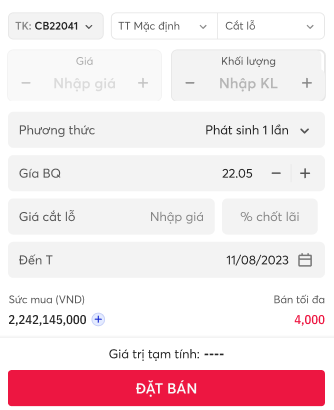 TK: CB22041 TT Mặc định Cắt lỗ
Giá Khối lượng
− Nhập giá + − Nhập KL +
Phương thức Phát sinh 1 lần
Gía BQ 22.05 − +
Giá cắt lỗ Nhập giá % chốt lãi
Đến T 11/08/2023
Sức mua (VND) Bán tối đa
2,242,145,000 + 4,000
Giá trị tạm tính: ----
ĐẶT BÁN